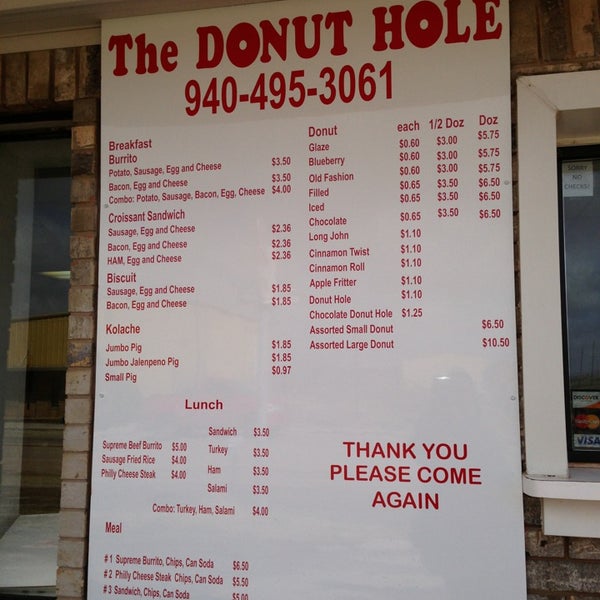 The DONUT HOLE
940-495-3061
Breakfast
Burrito
Potato, Sausage, Egg and Cheese $3.50
Bacon, Egg and Cheese $3.50
Combo: Potato, Sausage, Bacon, Egg, Cheese $4.00
Croissant Sandwich
Sausage, Egg and Cheese $2.36
Bacon, Egg and Cheese $2.36
HAM, Egg and Cheese $2.36
Biscuit
Sausage, Egg and Cheese $1.85
Bacon, Egg and Cheese $1.85
Kolache
Jumbo Pig $1.85
Jumbo Jalenpeno Pig $1.85
Small Pig $0.97
Donut each 1/2 Doz Doz
Glaze $0.60 $3.00 $5.75
Blueberry $0.60 $3.00 $5.75
Old Fashion $0.60 $3.00 $5.75
Filled $0.65 $3.50 $6.50
Iced $0.65 $3.50 $6.50
Chocolate $0.65 $3.50 $6.50
Long John $1.10
Cinnamon Twist $1.10
Cinnamon Roll $1.10
Apple Fritter $1.10
Donut Hole $1.10
Chocolate Donut Hole $1.25
Assorted Small Donut $6.50
Assorted Large Donut $10.50
Lunch
Supreme Beef Burrito $5.00
Sausage Fried Rice $4.00
Philly Cheese Steak $4.00
Sandwich $3.50
Turkey $3.50
Ham $3.50
Salami $3.50
Combo: Turkey, Ham, Salami $4.00
Meal
# 1 Supreme Burrito, Chips, Can Soda $6.50
# 2 Philly Cheese Steak Chips, Can Soda $5.50
# 3 Sandwich, Chips, Can Soda $5.00
THANK YOU
PLEASE COME
AGAIN
SORRY
NO
CHECKS!
DISCOVER
MasterCard
VISA